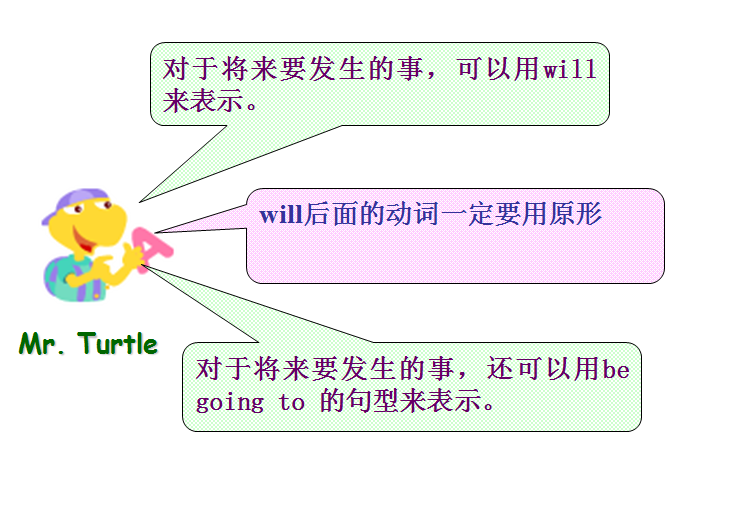 对于将来要发生的事，可以用will
来表示。
will后面的动词一定要用原形
A
Mr. Turtle
对于将来要发生的事，还可以用be
going to 的句型来表示。